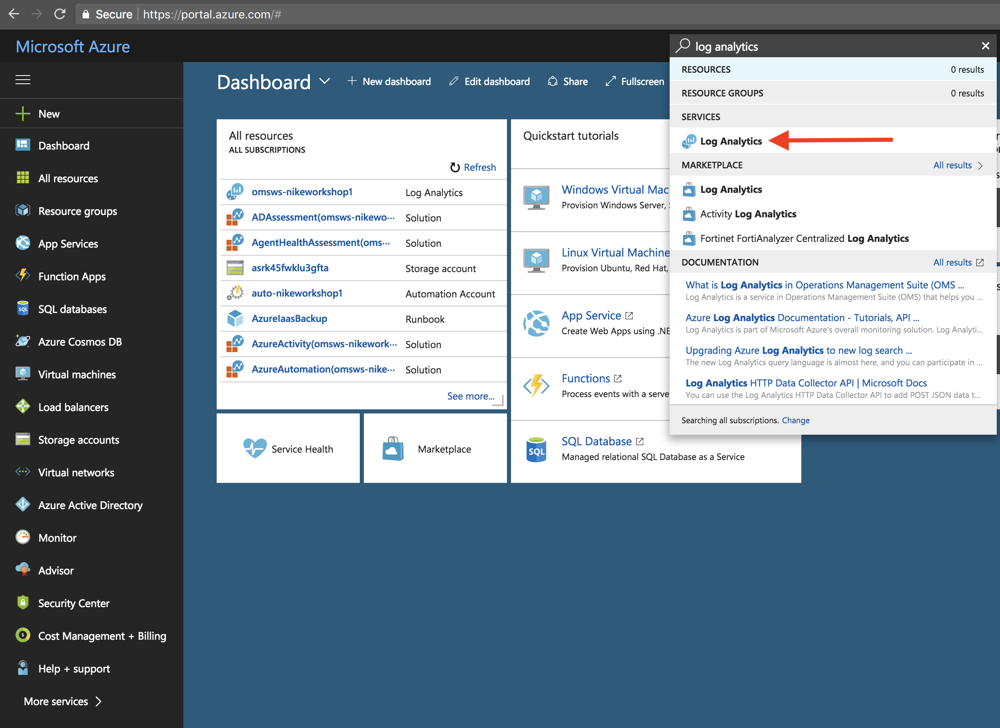 Secure https://portal.azure.com/#
Microsoft Azure
log analytics
New
Dashboard
All resources
Resource groups
App Services
Function Apps
SQL databases
Azure Cosmos DB
Virtual machines
Load balancers
Storage accounts
Virtual networks
Azure Active Directory
Monitor
Advisor
Security Center
Cost Management + Billing
Help + support
More services
Dashboard
New dashboard
Edit dashboard
Share
Fullscreen
All resources
ALL SUBSCRIPTIONS
Refresh
omsws-nikeworkshop1 Log Analytics
ADAssessment(omsws-nikewo... Solution
AgentHealthAssessment(oms... Solution
asrk45fwklu3gfta Storage account
auto-nikeworkshop1 Automation Account
AzureIaasBackup Runbook
AzureActivity(omsws-nikework... Solution
AzureAutomation(omsws-nike... Solution
See more...
Service Health
Marketplace
Quickstart tutorials
Windows Virtual Mac
Provision Windows Server,
Linux Virtual Machine
Provision Ubuntu, Red Hat,
App Service
Create Web Apps using .NE
Functions
Process events with a serve
SQL
SQL Database
Managed relational SQL Database as a Service
RESOURCES 0 results
RESOURCE GROUPS 0 results
SERVICES
Log Analytics
MARKETPLACE All results
Log Analytics
Activity Log Analytics
Fortinet FortiAnalyzer Centralized Log Analytics
DOCUMENTATION All results
What is Log Analytics in Operations Management Suite (OMS ...
Log Analytics is a service in Operations Management Suite (OMS) that helps you ...
Azure Log Analytics Documentation - Tutorials, API ...
Log Analytics is part of Microsoft Azure's overall monitoring solution. Log Analyti...
Upgrading Azure Log Analytics to new log search ...
The new Log Analytics query language is almost here, and you can participate in ...
Log Analytics HTTP Data Collector API | Microsoft Docs
You can use the Log Analytics HTTP Data Collector API to add POST JSON data t...
Searching all subscriptions. Change